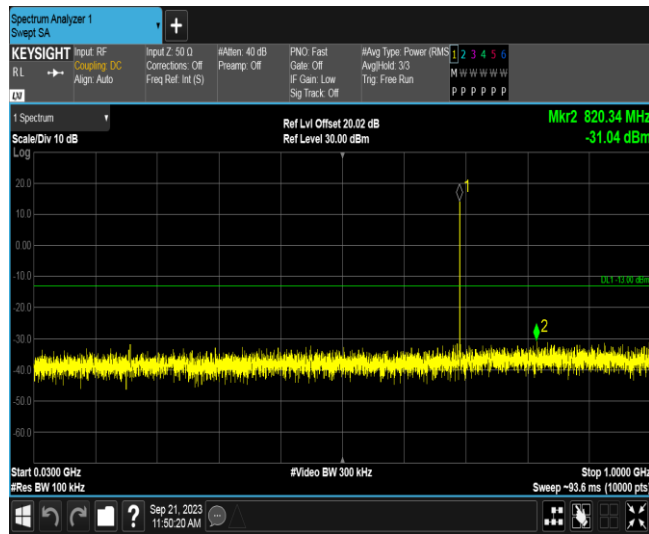 Spectrum Analyzer 1
Swept SA
+
KEYSIGHT
RL
LXI
Input: RF
Coupling: DC
Align: Auto
Input Z: 50 Ω
Corrections: Off
Freq Ref: Int (S)
#Atten: 40 dB
Preamp: Off
PNO: Fast
Gate: Off
IF Gain: Low
Sig Track: Off
#Avg Type: Power (RMS
Avg|Hold: 3/3
Trig: Free Run
1 2 3 4 5 6
M W W W W W
P P P P P P
1 Spectrum
Scale/Div 10 dB
Log
Ref Lvl Offset 20.02 dB
Ref Level 30.00 dBm
Mkr2 820.34 MHz
-31.04 dBm
20.0
10.0
0.00
-10.0
-20.0
-30.0
-40.0
-50.0
-60.0
1
DL1 -13.00 dBm
2
Start 0.0300 GHz
#Res BW 100 kHz
#Video BW 300 kHz
Stop 1.0000 GHz
Sweep ~93.6 ms (10000 pts)
?
Sep 21, 2023
11:50:20 AM